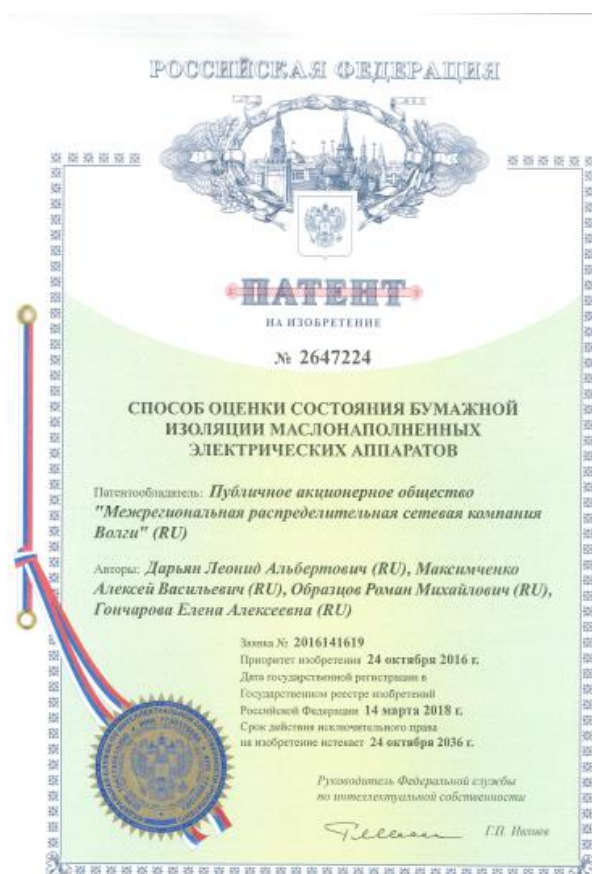 РОССИЙСКАЯ ФЕДЕРАЦИЯ
ПАТЕНТ
НА ИЗОБРЕТЕНИЕ
№ 2647224
СПОСОБ ОЦЕНКИ СОСТОЯНИЯ БУМАЖНОЙ
ИЗОЛЯЦИИ МАСЛОНАПОЛНЕННЫХ
ЭЛЕКТРИЧЕСКИХ АППАРАТОВ
Патентообладатель: Публичное акционерное общество
"Межрегиональная распределительная сетевая компания
Волги" (RU)
Авторы: Дарьян Леонид Альбертович (RU), Максимченко
Алексей Васильевич (RU), Образцов Роман Михайлович (RU),
Гончарова Елена Алексеевна (RU)
Заявка № 2016141619
Приоритет изобретения 24 октября 2016 г.
Дата государственной регистрации в
Государственном реестре изобретений
Российской Федерации 14 марта 2018 г.
Срок действия исключительного права
на изобретение истекает 24 октября 2036 г.
Руководитель Федеральной службы
по интеллектуальной собственности
Г.П. Ивлиев